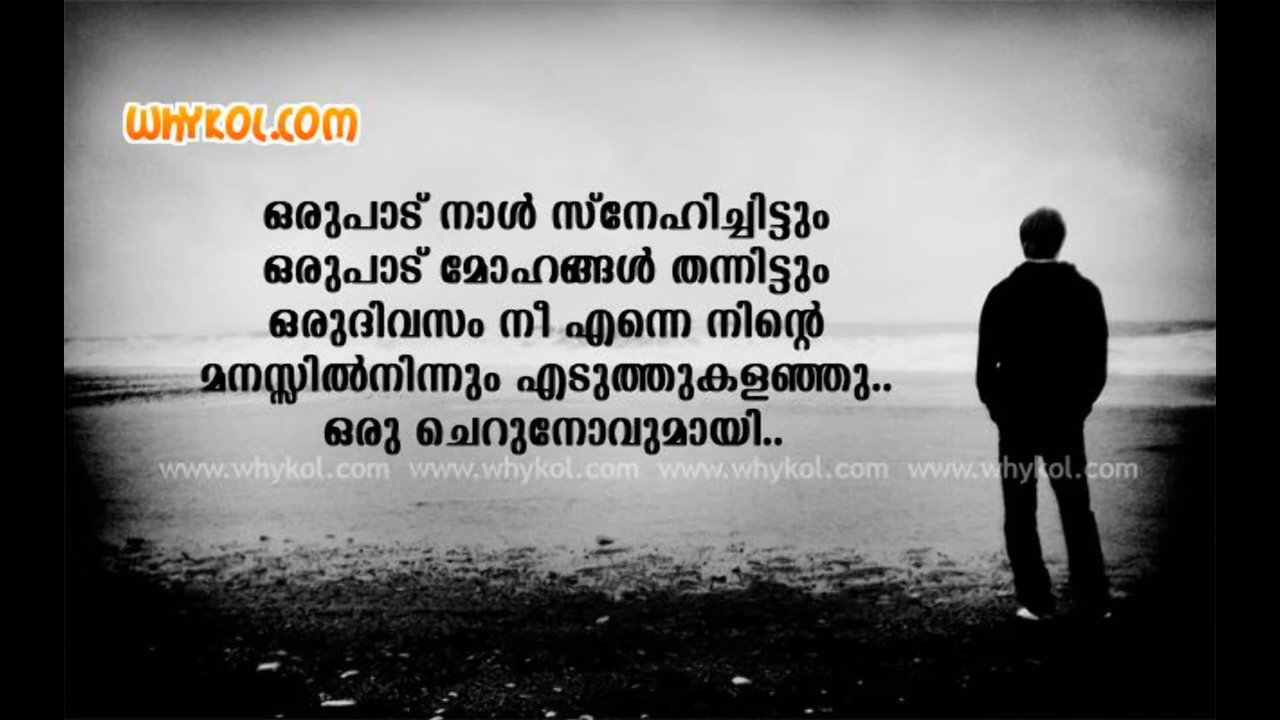 WHYKOL.COM
ഒരുപാട് നാൾ സ്നേഹിച്ചിട്ടും
ഒരുപാട് മോഹങ്ങൾ തന്നിട്ടും
ഒരുദിവസം നീ എന്നെ നിന്റെ
മനസ്സിൽനിന്നും എടുത്തുകളഞ്ഞു..
ഒരു ചെറുനോവുമായി..
www.whykol.com www.whykol.com www.whykol.com www.whykol.com